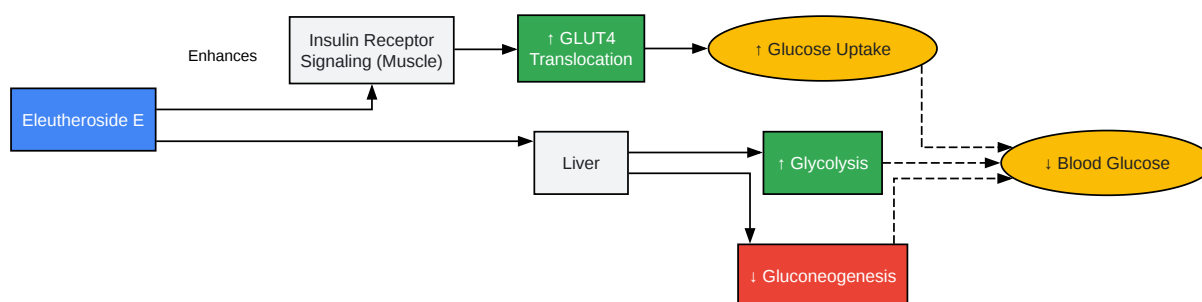 Enhances
Insulin Receptor
Signaling (Muscle)
↑ GLUT4
Translocation
↑ Glucose Uptake
Eleutheroside E
Liver
↑ Glycolysis
↓ Blood Glucose
↓ Gluconeogenesis